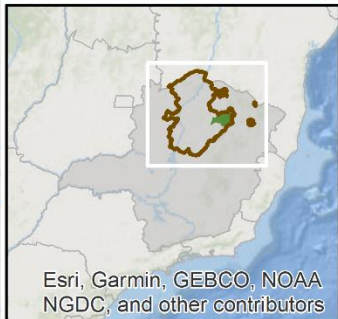 Esri, Garmin, GEBCO, NOAA
NGDC, and other contributors